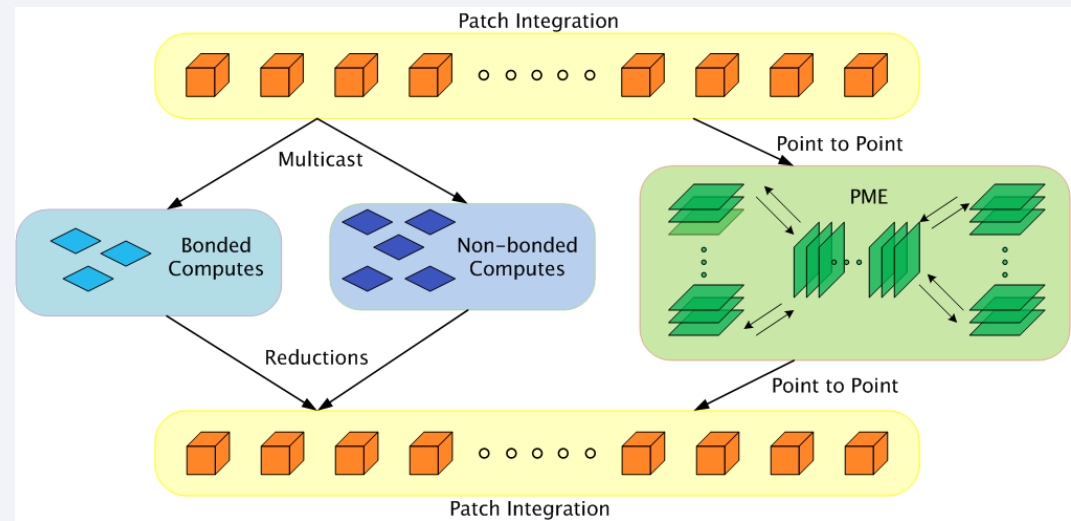 Patch Integration
Multicast
Point to Point
PME
Bonded
Computes
Non-bonded
Computes
Reductions
Point to Point
Patch Integration